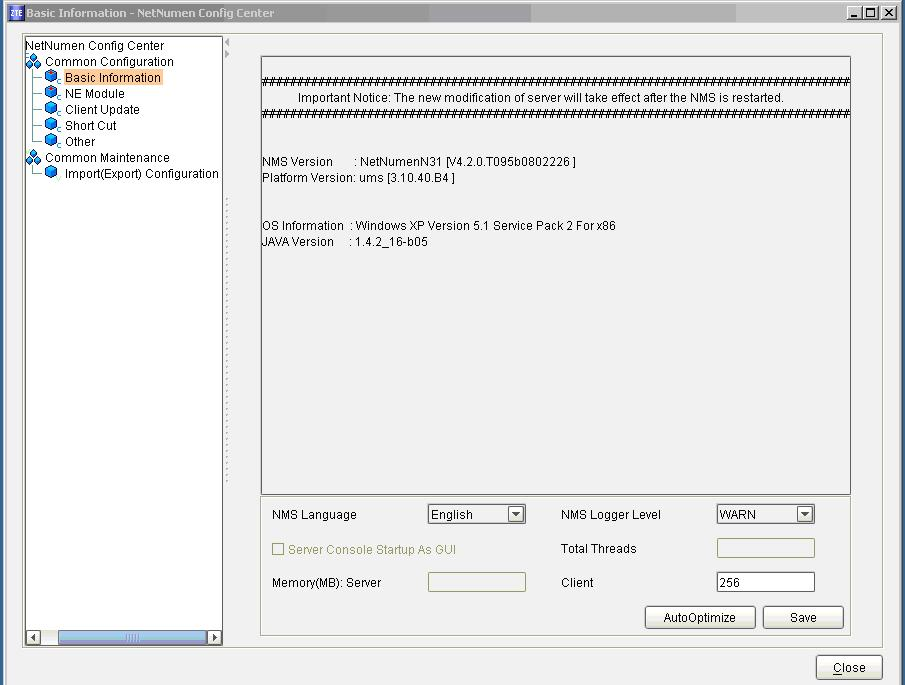 ZTE Basic Information - NetNumen Config Center
NetNumen Config Center
Common Configuration
Basic Information
NE Module
Client Update
Short Cut
Other
Common Maintenance
Import(Export) Configuration
################################################################
Important Notice: The new modification of server will take effect after the NMS is restarted.
################################################################
NMS Version : NetNumenN31 [V4.2.0.T095b0802226 ]
Platform Version: ums [3.10.40.B4 ]
OS Information : Windows XP Version 5.1 Service Pack 2 For x86
JAVA Version : 1.4.2_16-b05
NMS Language English NMS Logger Level WARN
Server Console Startup As GUI Total Threads
Memory(MB): Server Client 256
AutoOptimize Save
Close